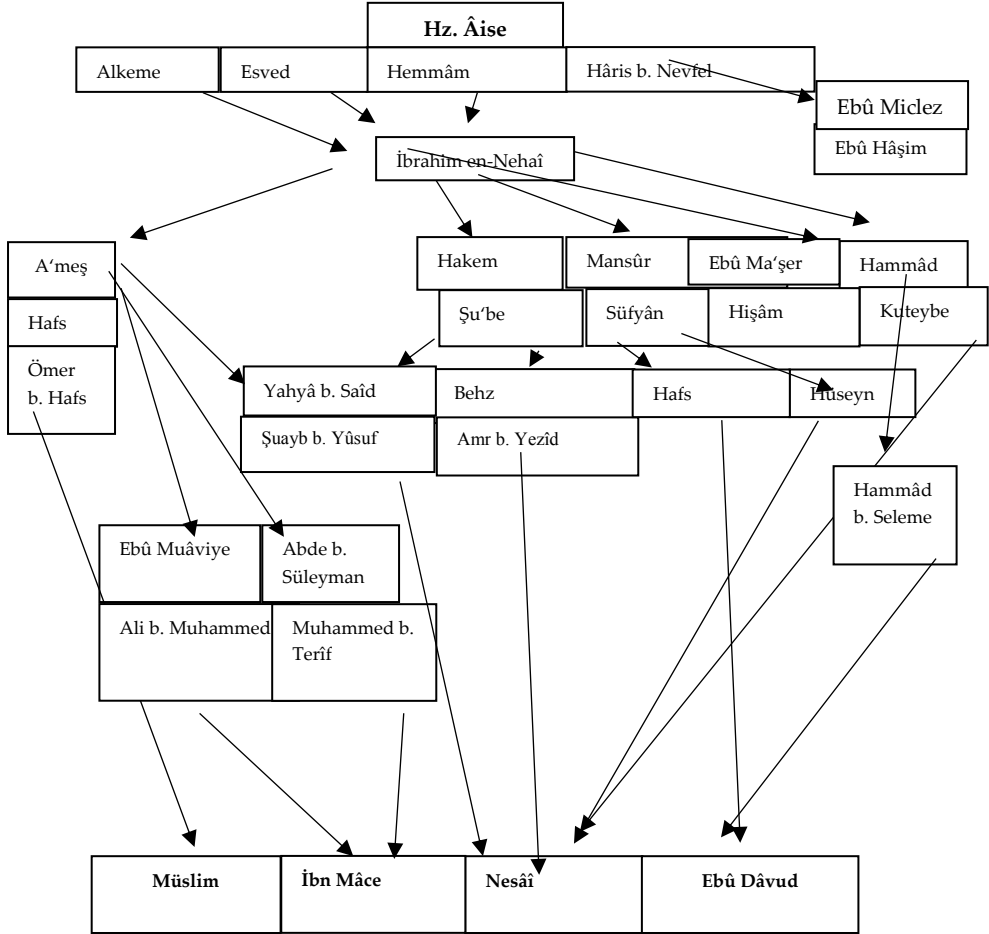 Hz. Âise
Alkeme
Esved
Hemmâm
Hâris b. Nevfel
Ebû Miclez
Ebû Hâşim
İbrahim en-Nehaî
A‘meş
Hakem
Mansûr
Ebû Ma‘şer
Hammâd
Hafs
Şu‘be
Süfyân
Hişâm
Kuteybe
Ömer
b. Hafs
Yahyâ b. Saîd
Behz
Hafs
Hüseyn
Şuayb b. Yûsuf
Amr b. Yezîd
Hammâd
b. Seleme
Ebû Muâviye
Abde b.
Süleyman
Ali b. Muhammed
Muhammed b.
Terîf
Müslim
İbn Mâce
Nesâî
Ebû Dâvud